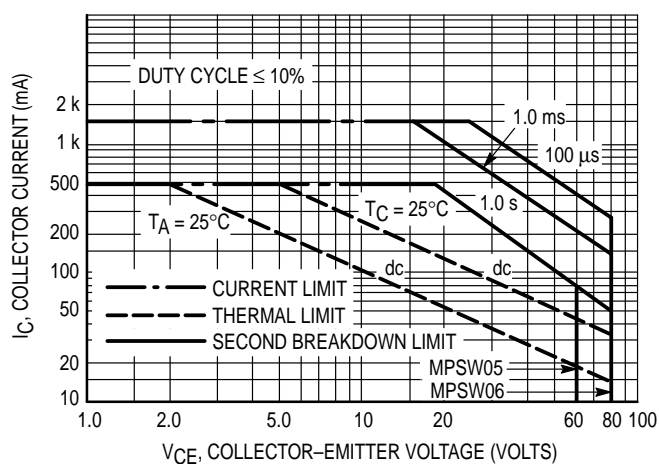 DUTY CYCLE ≤ 10%
I_C, COLLECTOR CURRENT (mA)
2 k
1 k
500
200
100
50
20
10
1.0 ms
100 µs
1.0 s
T_A = 25°C
T_C = 25°C
dc
dc
CURRENT LIMIT
THERMAL LIMIT
SECOND BREAKDOWN LIMIT
MPSW05
MPSW06
1.0
2.0
5.0
10
20
60
80
100
V_CE, COLLECTOR–EMITTER VOLTAGE (VOLTS)